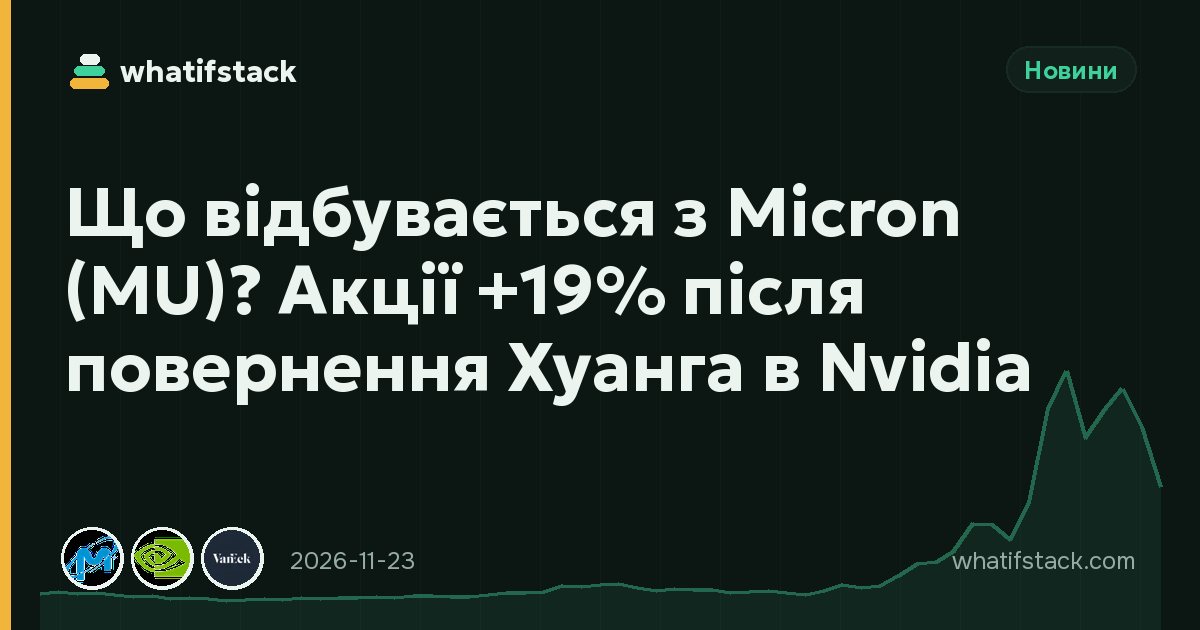 whatifstack
Новини
Що відбувається з Micron
(MU)? Акції +19% після
повернення Хуанга в Nvidia
VanEck
2026-11-23
whatifstack.com